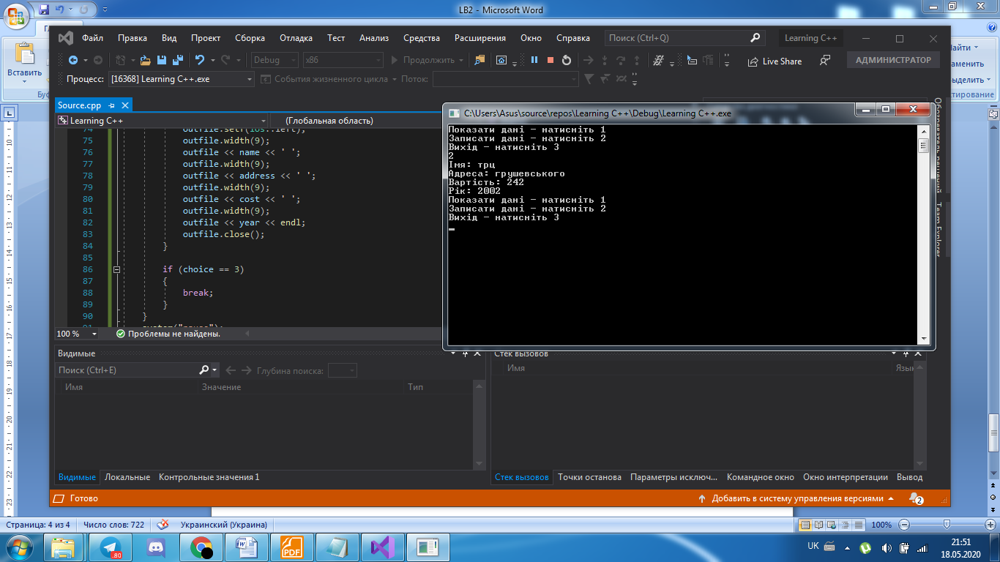 LB2 - Microsoft Word
Файл Правка Вид Проект Сборка Отладка Тест Анализ Средства Расширения Окно Справка Поиск (Ctrl+Q) Learning C++
Вставить
Debug x86 Продолжить Live Share АДМИНИСТРАТОР
Процесс: [16368] Learning C++.exe События жизненного цикла Поток:
Source.cpp
Learning C++ (Глобальная область)
74 outfile.setf(ios::left);
75 outfile.width(9);
76 outfile << name << ' ';
77 outfile.width(9);
78 outfile << address << ' ';
79 outfile.width(9);
80 outfile << cost << ' ';
81 outfile.width(9);
82 outfile << year << endl;
83 outfile.close();
84 }
85
86 if (choice == 3)
87 {
88 break;
89 }
90 }
91 system("pause");
100 % Проблемы не найдены.
C:\Users\Asus\source\repos\Learning C++\Debug\Learning C++.exe
Показати дані – натисніть 1
Записати дані – натисніть 2
Вихід – натисніть 3
2
Імя: трц
Адреса: грушевського
Вартість: 242
Рік: 2002
Показати дані – натисніть 1
Записати дані – натисніть 2
Вихід – натисніть 3
Обозреватель решений
Team Explorer
Видимые
Поиск (Ctrl+E) Глубина поиска:
Имя Значение Тип
Видимые Локальные Контрольные значения 1
Стек вызовов
Имя Язык
Стек вызовов Точки останова Параметры исключ... Командное окно Окно интерпретации Вывод
Готово Добавить в систему управления версиями 2
Страница: 4 из 4 Число слов: 722 Украинский (Украина) 100%
80 PDF UK 21:51
18.05.2020